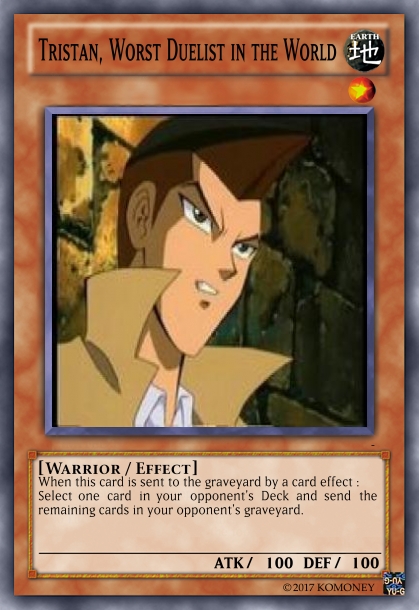 TRISTAN, WORST DUELIST IN THE WORLD
EARTH
地
[WARRIOR / EFFECT]
When this card is sent to the graveyard by a card effect :
Select one card in your opponent's Deck and send the
remaining cards in your opponent's graveyard.
ATK/ 100 DEF/ 100
©2017 KOMONEY